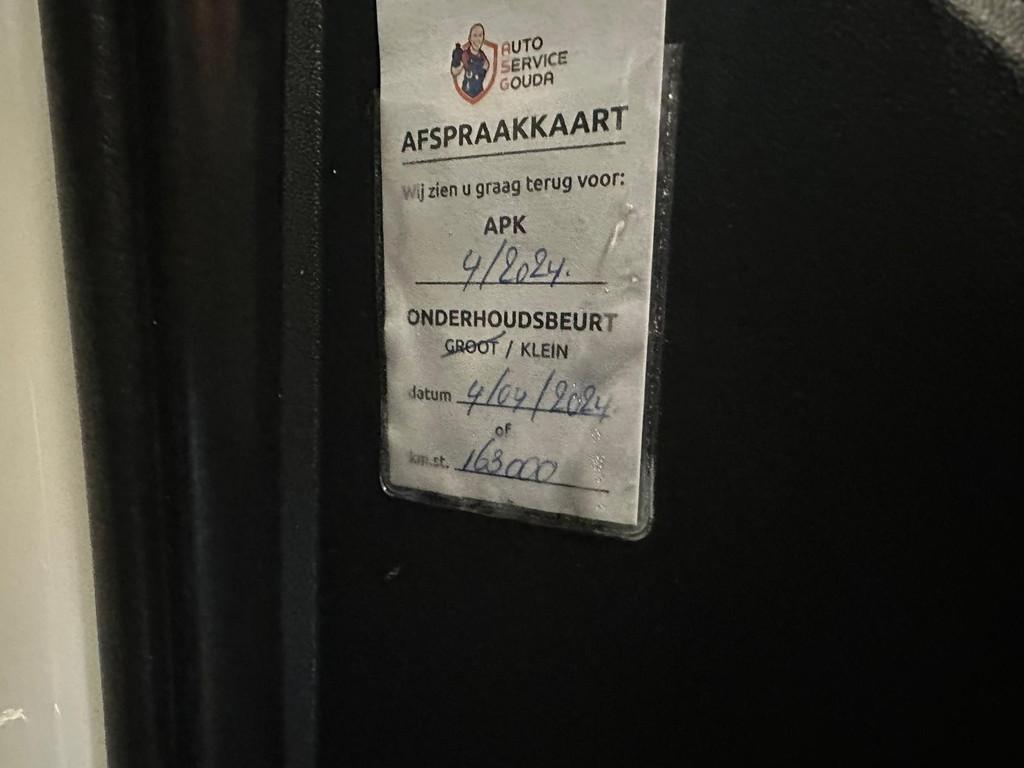 AUTO
SERVICE
GOUDA
AFSPRAAKKAART
Wij zien u graag terug voor:
APK
4/2024.
ONDERHOUDSBEURT
GROOT / KLEIN
datum 4/04/2024
of
km.st. 163000